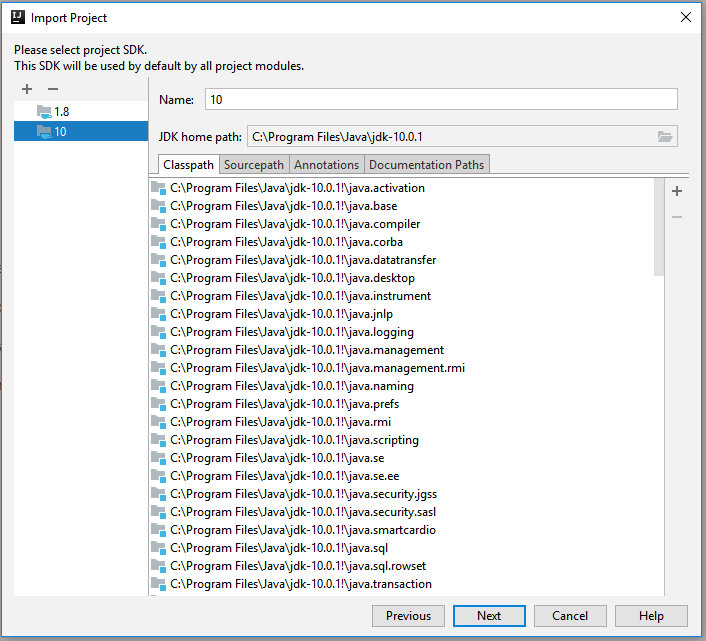 Import Project
Please select project SDK.
This SDK will be used by default by all project modules.
1.8
10
Name: 10
JDK home path: C:\Program Files\Java\jdk-10.0.1
Classpath Sourcepath Annotations Documentation Paths
C:\Program Files\Java\jdk-10.0.1!\java.activation
C:\Program Files\Java\jdk-10.0.1!\java.base
C:\Program Files\Java\jdk-10.0.1!\java.compiler
C:\Program Files\Java\jdk-10.0.1!\java.corba
C:\Program Files\Java\jdk-10.0.1!\java.datatransfer
C:\Program Files\Java\jdk-10.0.1!\java.desktop
C:\Program Files\Java\jdk-10.0.1!\java.instrument
C:\Program Files\Java\jdk-10.0.1!\java.jnlp
C:\Program Files\Java\jdk-10.0.1!\java.logging
C:\Program Files\Java\jdk-10.0.1!\java.management
C:\Program Files\Java\jdk-10.0.1!\java.management.rmi
C:\Program Files\Java\jdk-10.0.1!\java.naming
C:\Program Files\Java\jdk-10.0.1!\java.prefs
C:\Program Files\Java\jdk-10.0.1!\java.rmi
C:\Program Files\Java\jdk-10.0.1!\java.scripting
C:\Program Files\Java\jdk-10.0.1!\java.se
C:\Program Files\Java\jdk-10.0.1!\java.se.ee
C:\Program Files\Java\jdk-10.0.1!\java.security.jgss
C:\Program Files\Java\jdk-10.0.1!\java.security.sasl
C:\Program Files\Java\jdk-10.0.1!\java.smartcardio
C:\Program Files\Java\jdk-10.0.1!\java.sql
C:\Program Files\Java\jdk-10.0.1!\java.sql.rowset
C:\Program Files\Java\jdk-10.0.1!\java.transaction
Previous Next Cancel Help